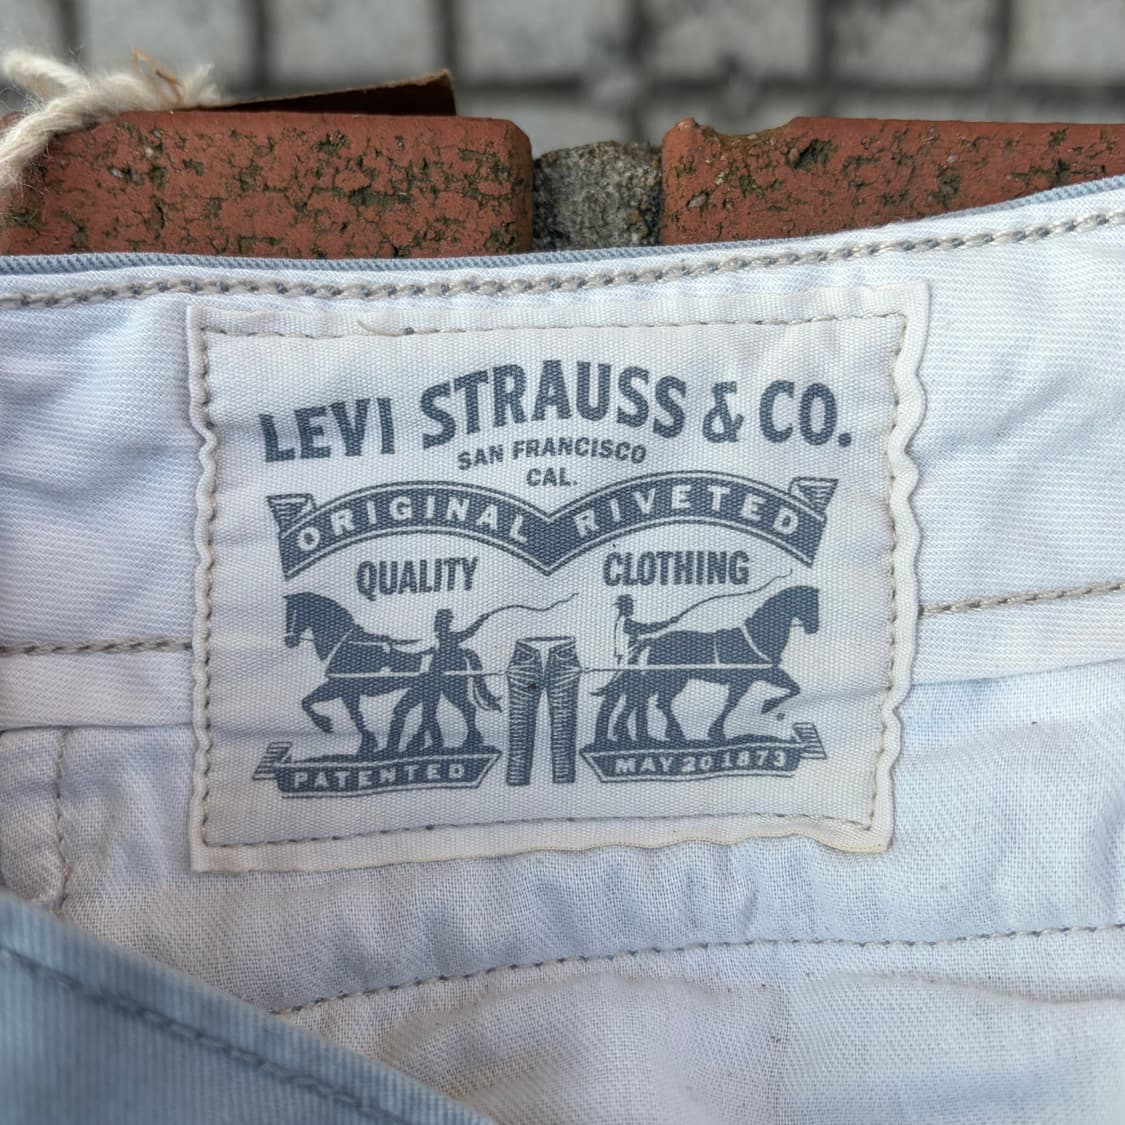 LEVI STRAUSS & CO.
SAN FRANCISCO
CAL.
ORIGINAL RIVETED
QUALITY CLOTHING
PATENTED MAY 20 1873